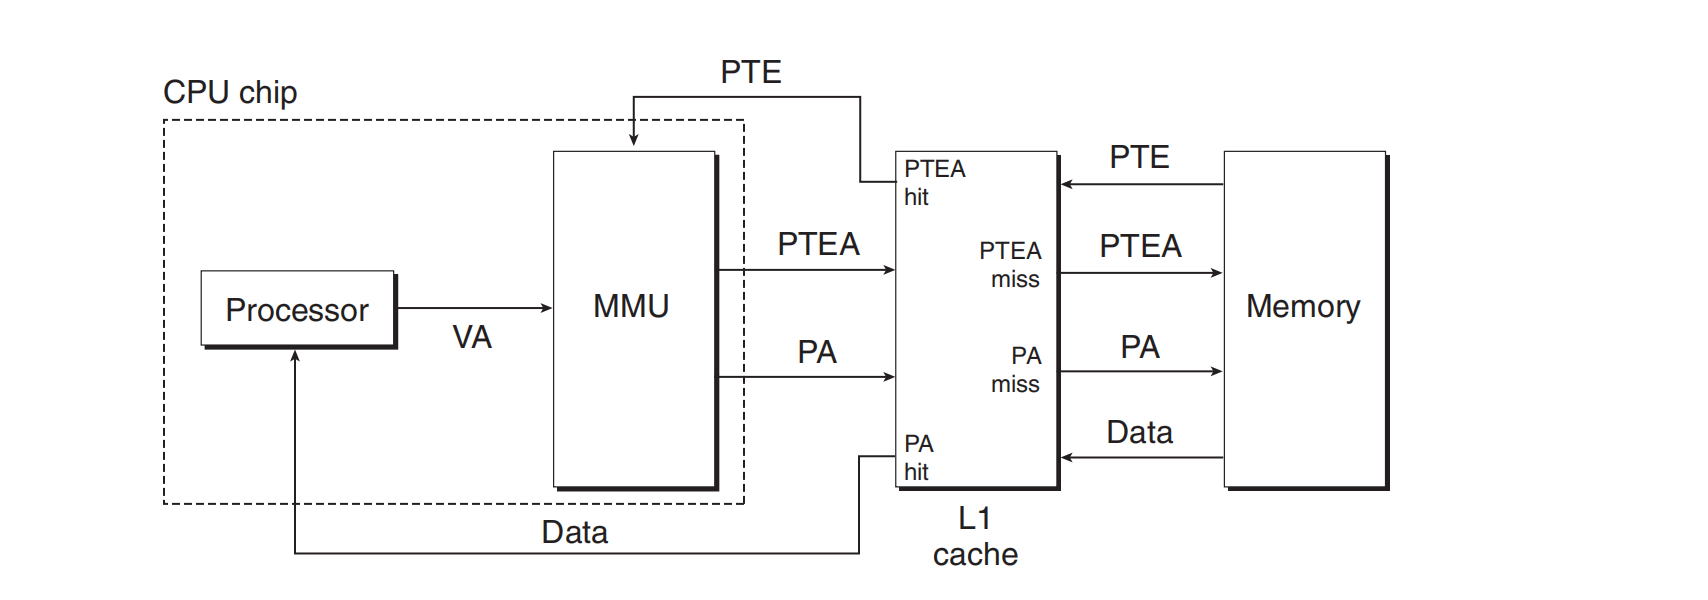 PTE
CPU chip
PTEA
hit
PTE
PTEA
PTEA
miss
PTEA
Processor
VA
MMU
Memory
PA
PA
miss
PA
PA
hit
Data
Data
L1
cache